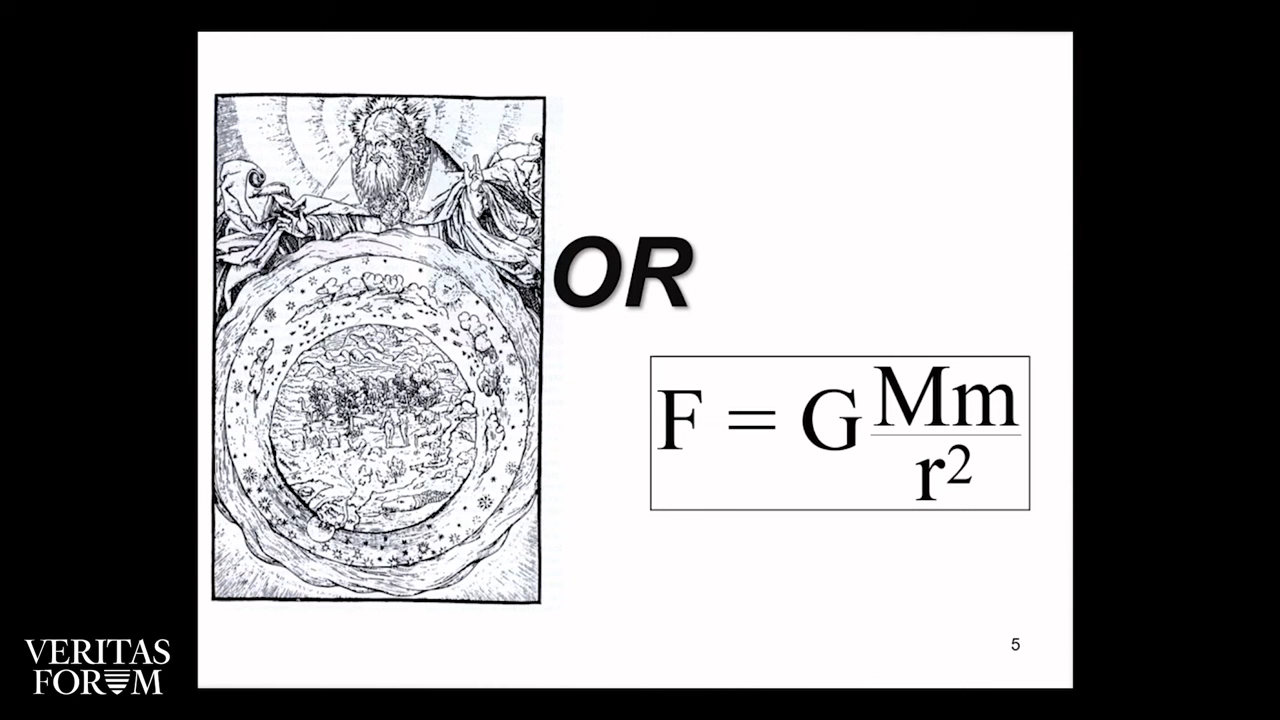 OR
F = G Mm
r²
5
VERITAS
FORUM